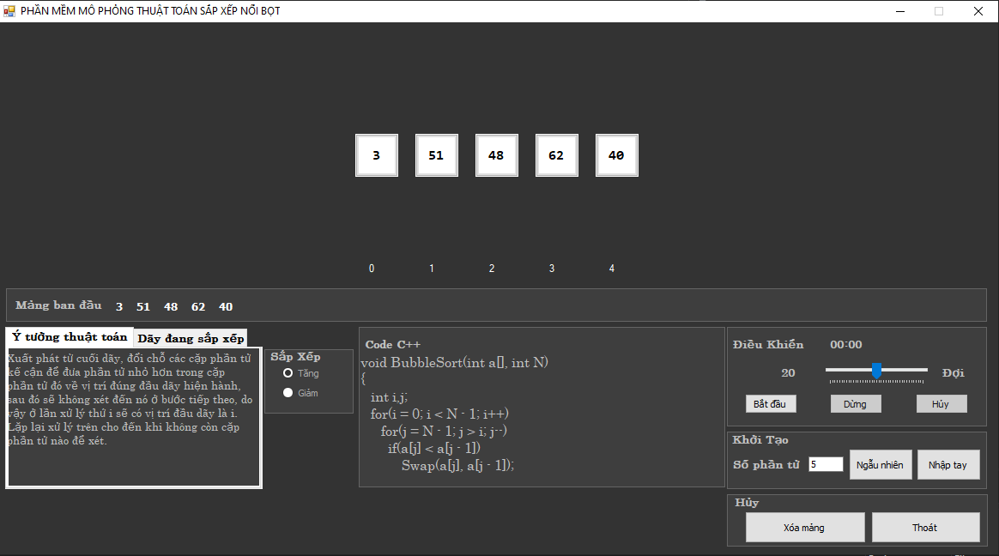 PHẦN MỀM MÔ PHỎNG THUẬT TOÁN SẮP XẾP NỔI BỌT
3 51 48 62 40
0 1 2 3 4
Mảng ban đầu 3 51 48 62 40
Ý tưởng thuật toán Dãy đang sắp xếp
Xuất phát từ cuối dãy, đổi chỗ các cặp phần tử
kế cận để đưa phần tử nhỏ hơn trong cặp
phần tử đó về vị trí đúng đầu dãy hiện hành,
sau đó sẽ không xét đến nó ở bước tiếp theo, do
vậy ở lần xử lý thứ i sẽ có vị trí đầu dãy là i.
Lặp lại xử lý trên cho đến khi không còn cặp
phần tử nào để xét.
Sắp Xếp
Tăng
Giảm
Code C++
void BubbleSort(int a[], int N)
{
int i,j;
for(i = 0; i < N - 1; i++)
for(j = N - 1; j > i; j--)
if(a[j] < a[j - 1])
Swap(a[j], a[j - 1]);
Điều Khiển 00:00
20 Đợi
Bắt đầu Dừng Hủy
Khởi Tạo
Số phần tử 5 Ngẫu nhiên Nhập tay
Hủy
Xóa mảng Thoát